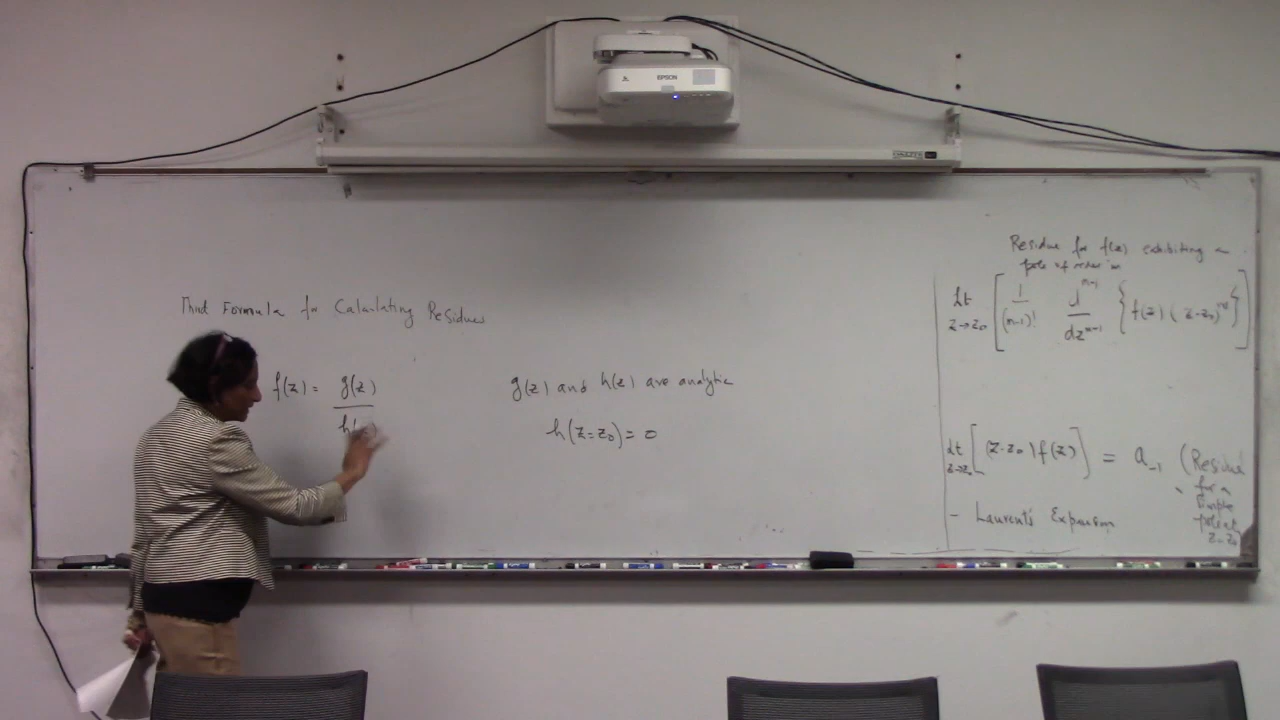 EPSON
Third Formula for Calculating Residues
f(z) = g(z)
h(
g(z) and h(z) are analytic
h(z=z₀) = 0
Residue for f(z) exhibiting a
pole of order m
Lt z→z₀ [ 1/(m-1)! d^(m-1)/dz^(m-1) { f(z) (z-z₀)^m } ]
Lt z→z₀ [ (z-z₀) f(z) ] = a₋₁ (Residue
for a
simple
pole at
z=z₀
- Laurent's Expansion